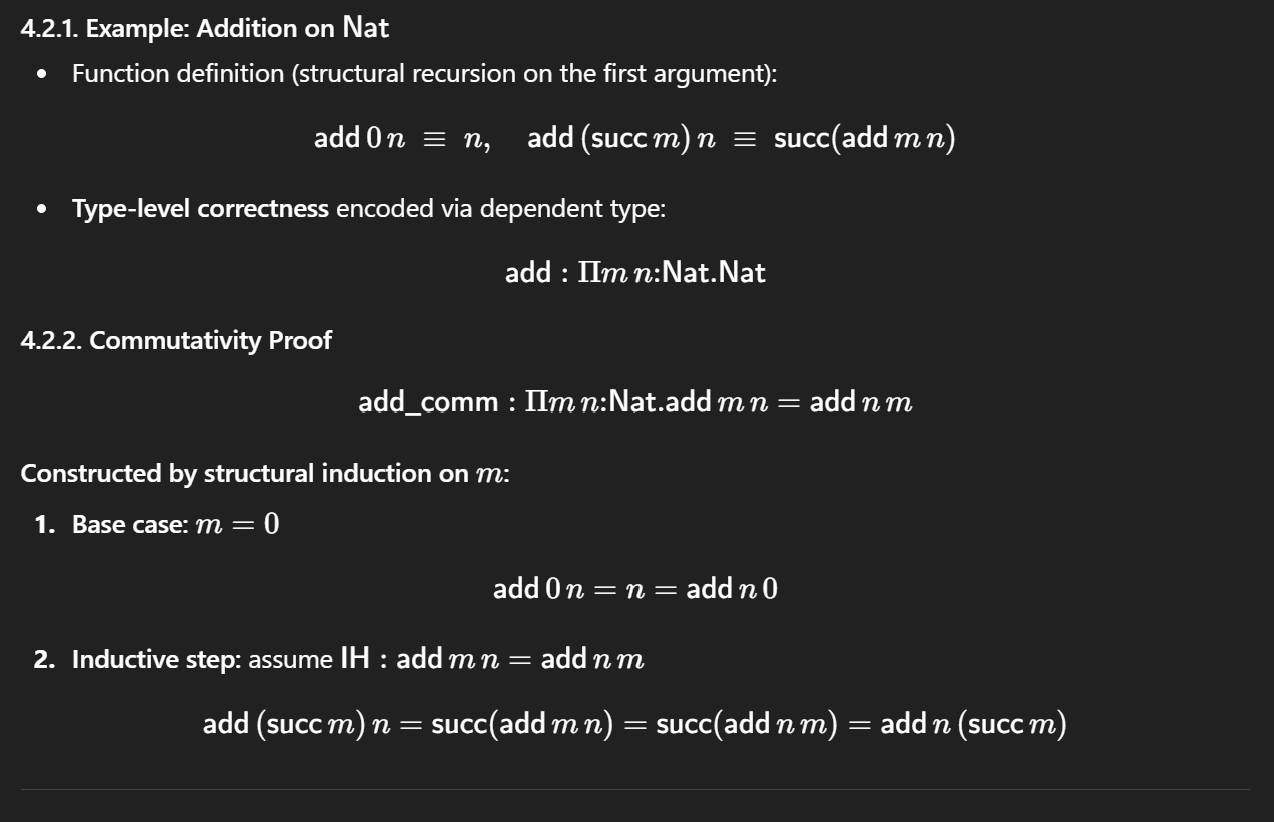 4.2.1. Example: Addition on Nat
• Function definition (structural recursion on the first argument):
add 0 n ≡ n, add (succ m) n ≡ succ(add m n)
• Type-level correctness encoded via dependent type:
add : Πm n:Nat.Nat
4.2.2. Commutativity Proof
add_comm : Πm n:Nat.add m n = add n m
Constructed by structural induction on m:
1. Base case: m = 0
add 0 n = n = add n 0
2. Inductive step: assume IH : add m n = add n m
add (succ m) n = succ(add m n) = succ(add n m) = add n (succ m)